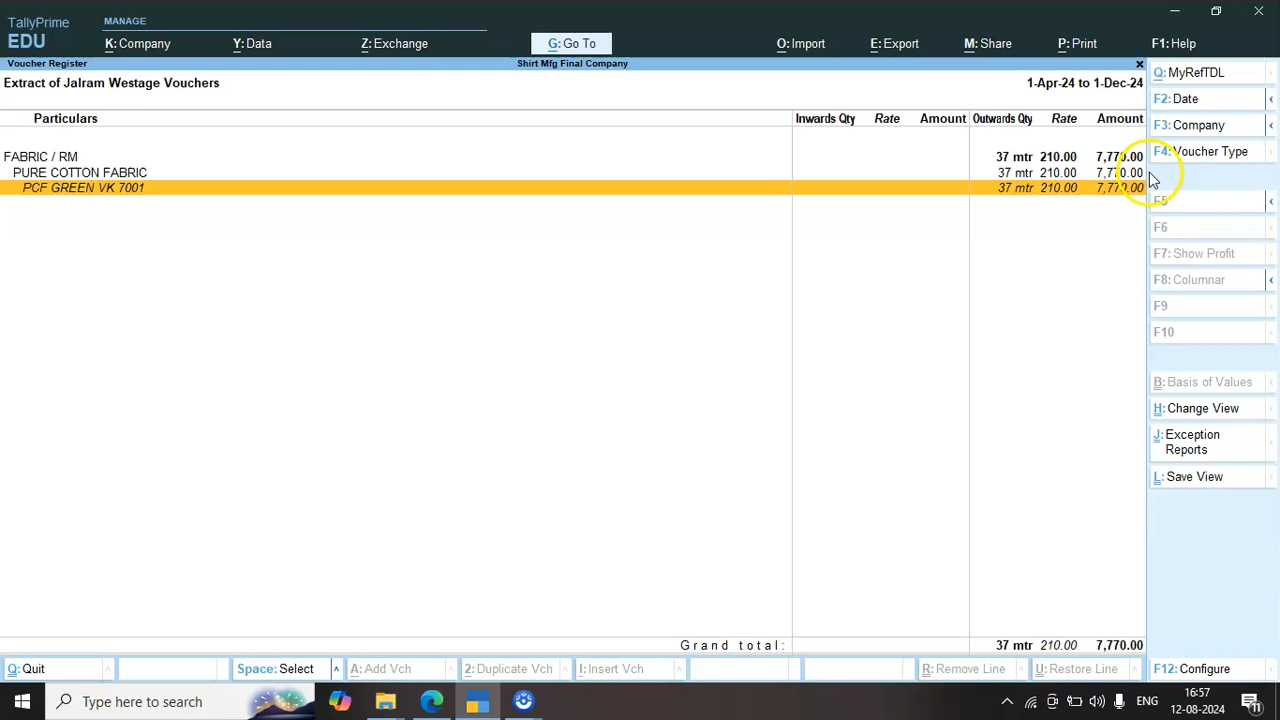 TallyPrime
EDU
MANAGE
K: Company
Y: Data
Z: Exchange
G: Go To
O: Import
E: Export
M: Share
P: Print
F1: Help
Voucher Register
Shirt Mfg Final Company
Extract of Jalram Westage Vouchers
1-Apr-24 to 1-Dec-24
Particulars Inwards Qty Rate Amount Outwards Qty Rate Amount
FABRIC / RM 37 mtr 210.00 7,770.00
PURE COTTON FABRIC 37 mtr 210.00 7,770.00
PCF GREEN VK 7001 37 mtr 210.00 7,770.00
Grand total: 37 mtr 210.00 7,770.00
Q: MyRefTDL
F2: Date
F3: Company
F4: Voucher Type
F5
F6
F7: Show Profit
F8: Columnar
F9
F10
B: Basis of Values
H: Change View
J: Exception
Reports
L: Save View
Q: Quit
Space: Select
A: Add Vch
2: Duplicate Vch
I: Insert Vch
R: Remove Line
U: Restore Line
F12: Configure
Type here to search
ENG
16:57
12-08-2024
11